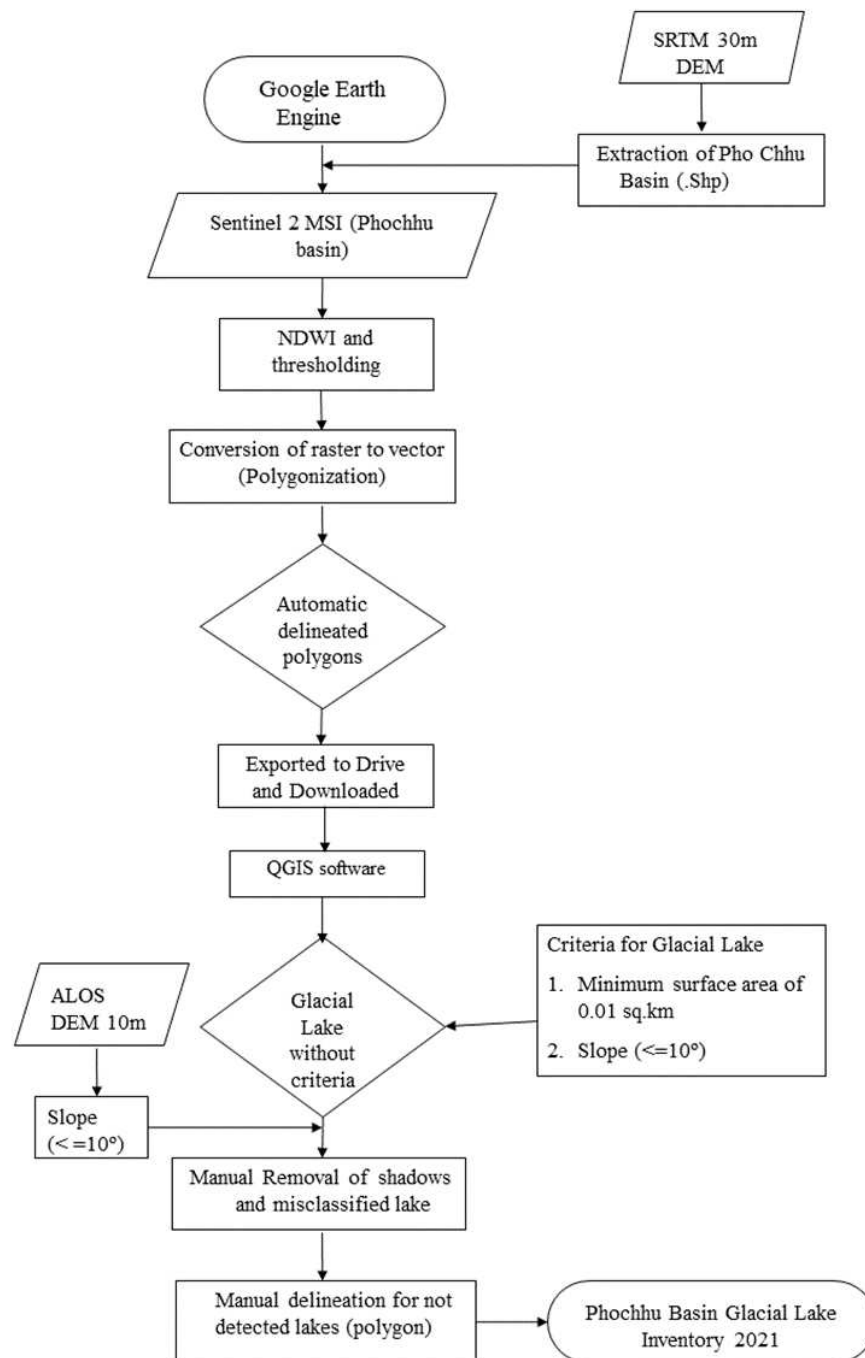 SRTM 30m
DEM
Google Earth
Engine
Extraction of Pho Chhu
Basin (.Shp)
Sentinel 2 MSI (Phochhu
basin)
NDWI and
thresholding
Conversion of raster to vector
(Polygonization)
Automatic
delineated
polygons
Exported to Drive
and Downloaded
QGIS software
Criteria for Glacial Lake
1. Minimum surface area of
0.01 sq.km
2. Slope (<=10°)
ALOS
DEM 10m
Glacial
Lake
without
criteria
Slope
(< =10°)
Manual Removal of shadows
and misclassified lake
Manual delineation for not
detected lakes (polygon)
Phochhu Basin Glacial Lake
Inventory 2021